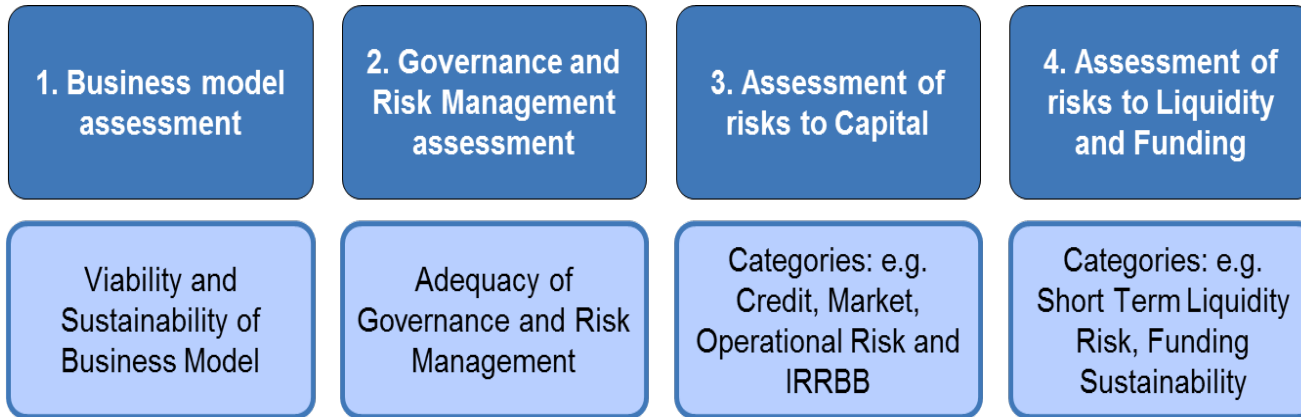 1. Business model
assessment
2. Governance and
Risk Management
assessment
3. Assessment of
risks to Capital
4. Assessment of
risks to Liquidity
and Funding
Viability and
Sustainability of
Business Model
Adequacy of
Governance and Risk
Management
Categories: e.g.
Credit, Market,
Operational Risk and
IRRBB
Categories: e.g.
Short Term Liquidity
Risk, Funding
Sustainability